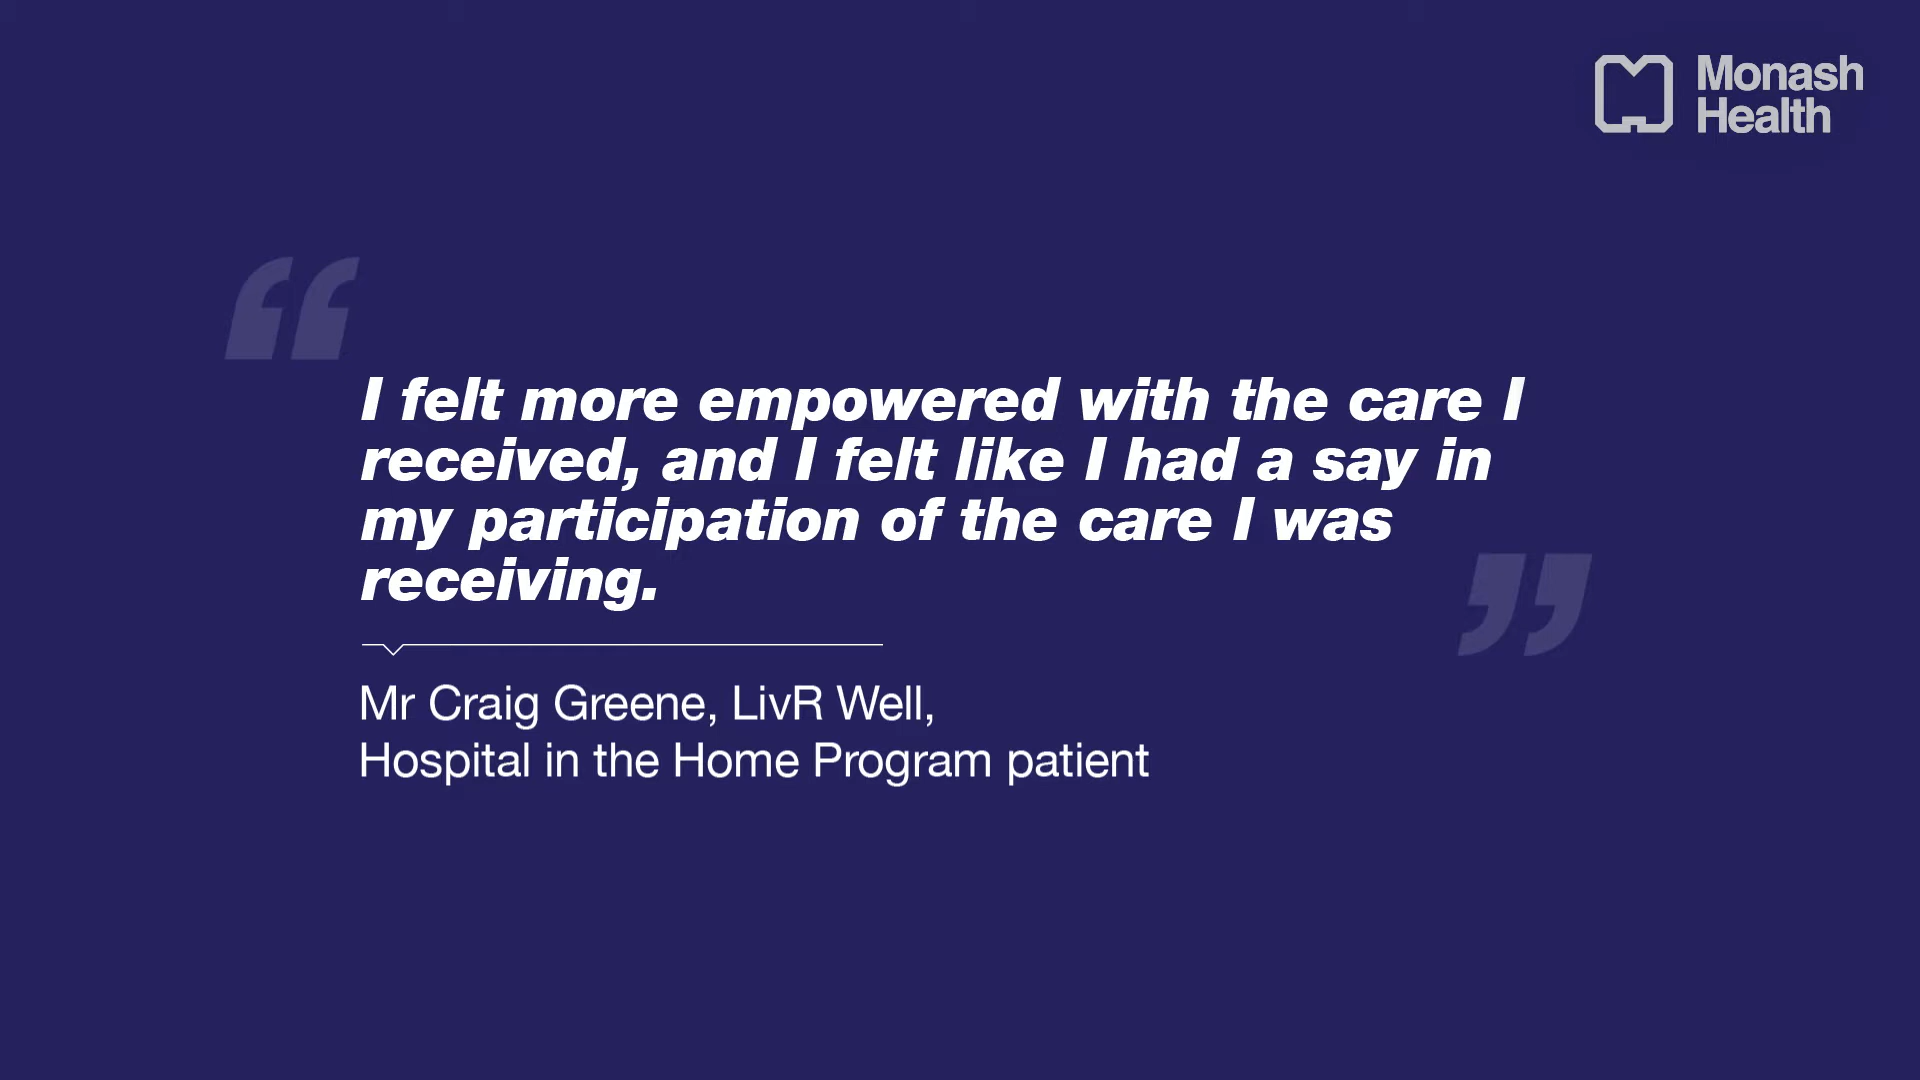 Monash
Health
“
I felt more empowered with the care I
received, and I felt like I had a say in
my participation of the care I was
receiving.
”
Mr Craig Greene, LivR Well,
Hospital in the Home Program patient